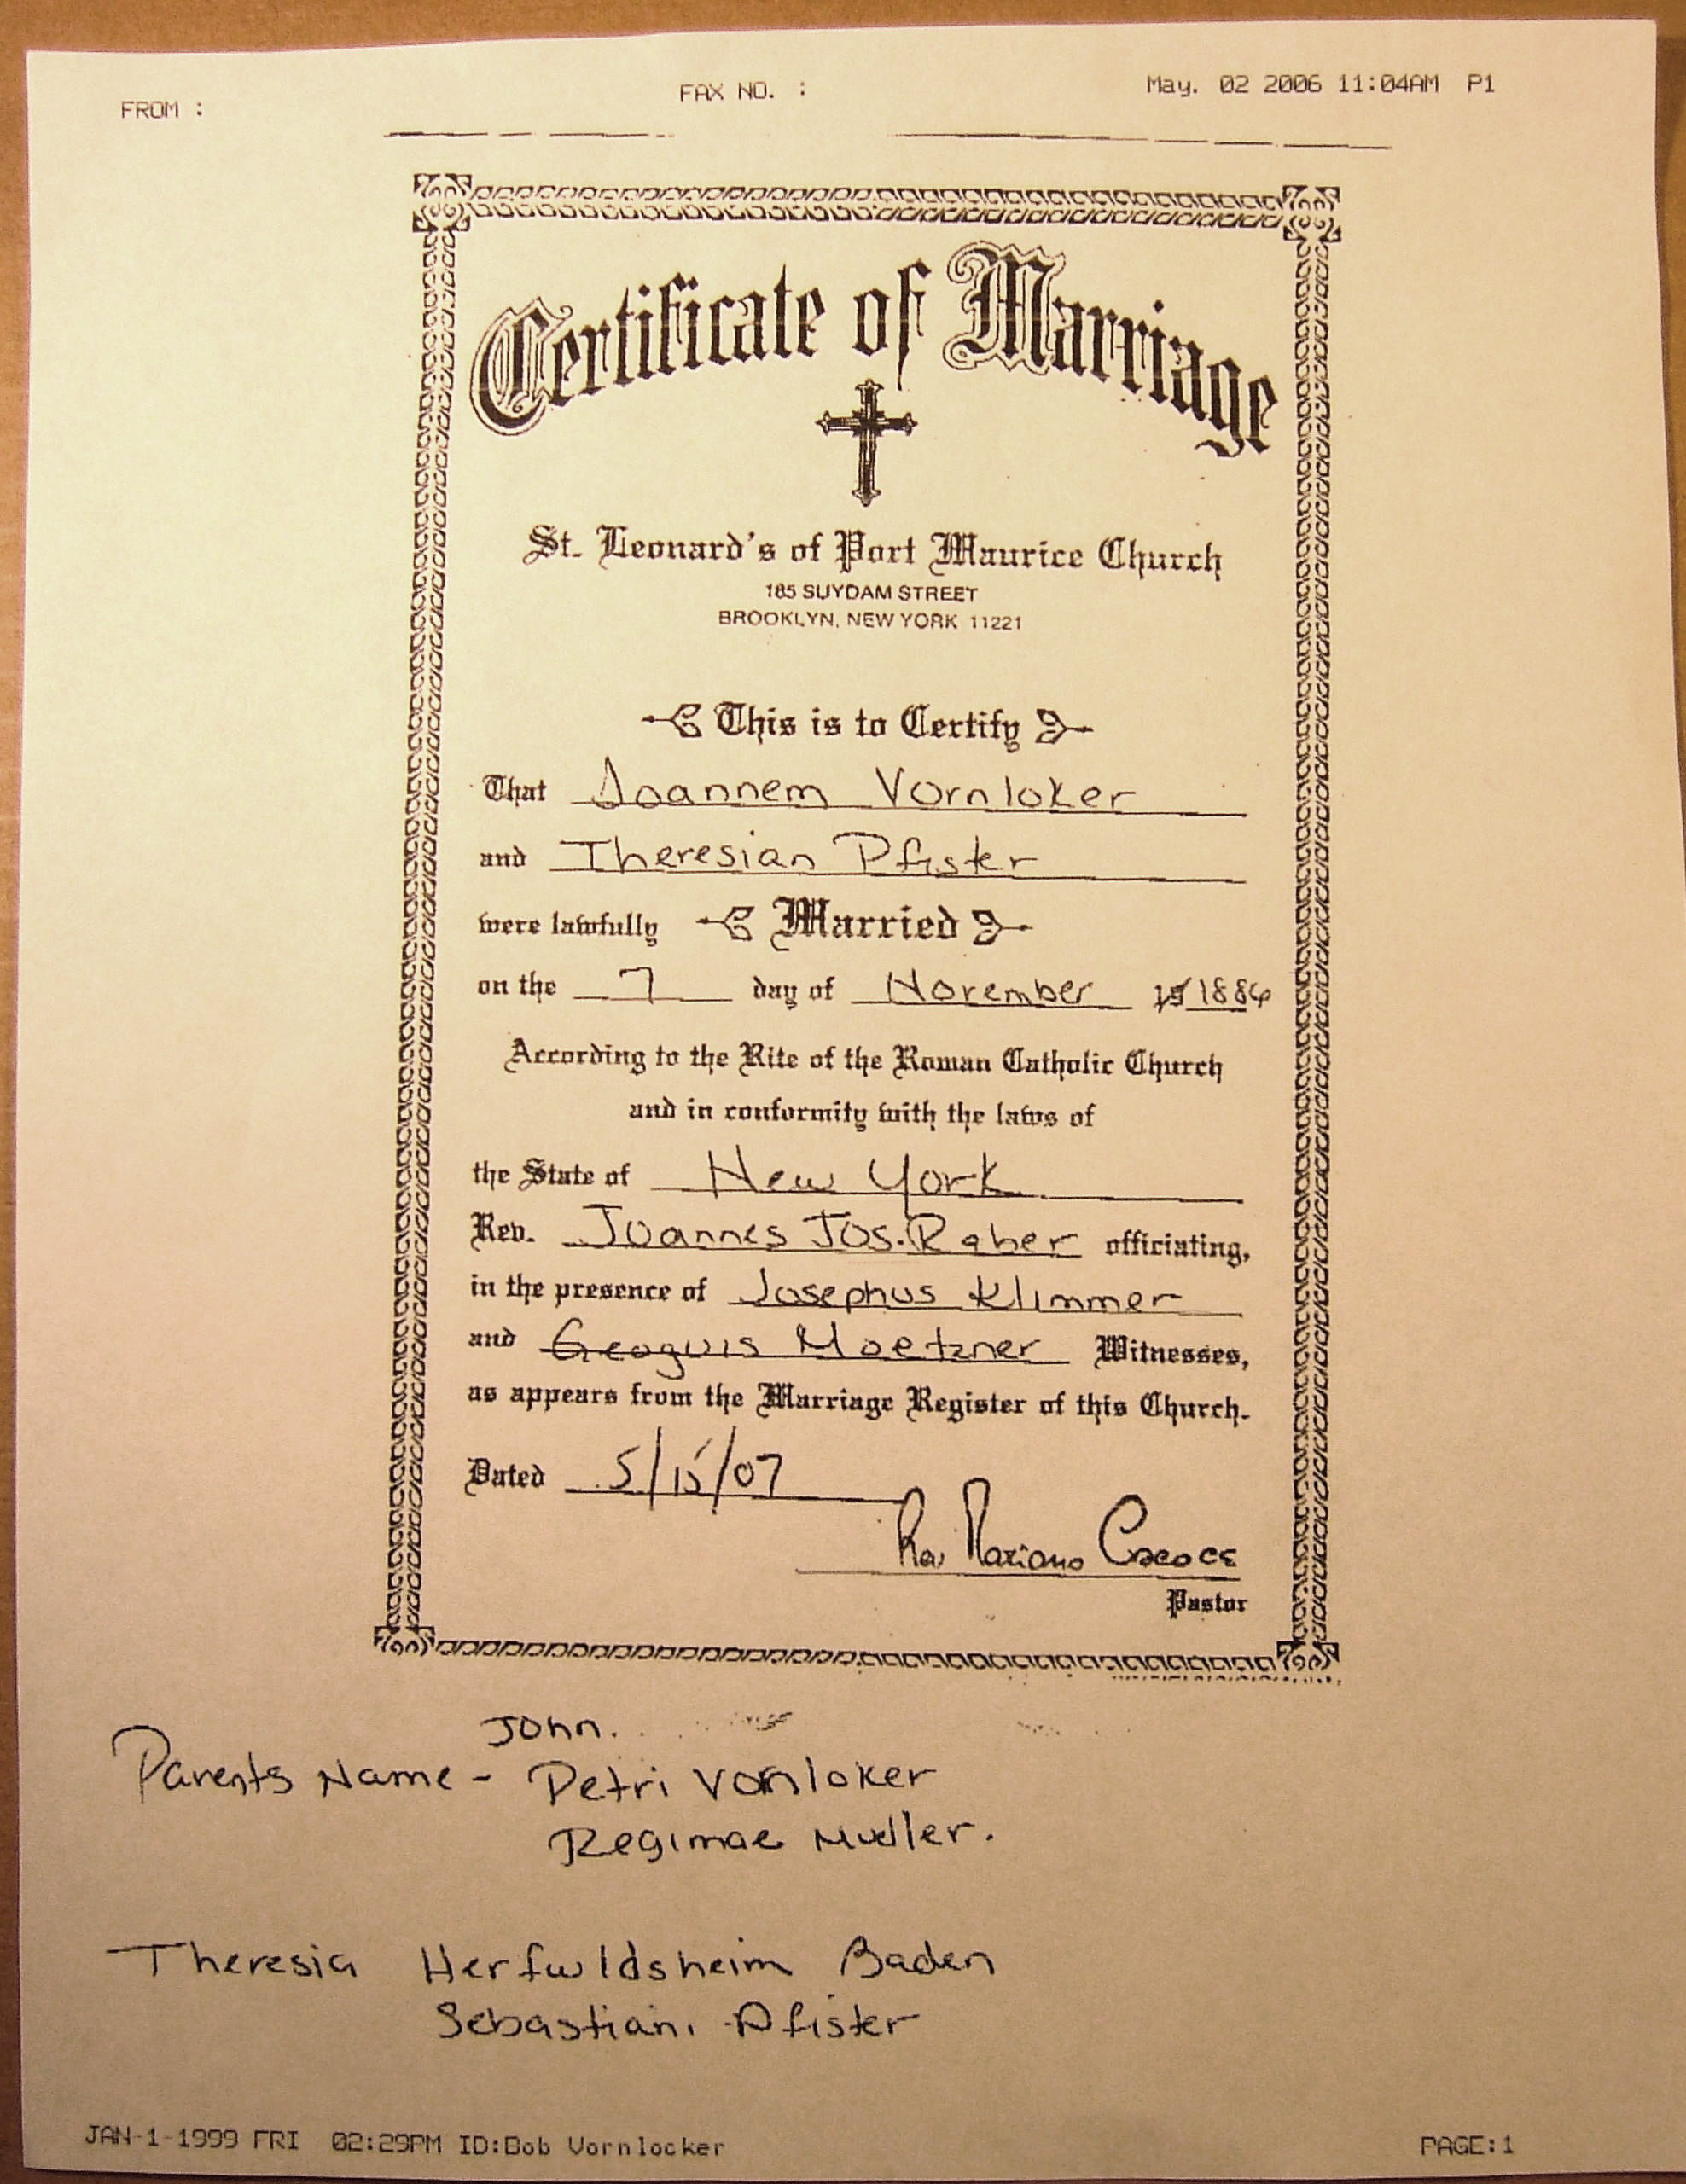 FROM :
FAX NO. :
May. 02 2006 11:04AM P1
Certificate of Marriage
St. Leonard's of Port Maurice Church
185 SUYDAM STREET
BROOKLYN, NEW YORK 11221
This is to Certify
That Joannem Vornloker
and Theresian Pfister
were lawfully Married
on the 7 day of November 19 1886
According to the Rite of the Roman Catholic Church
and in conformity with the laws of
the State of New York
Rev. Joannes Jos. Raber officiating,
in the presence of Josephus Klimmer
and Geoguis Moetzner Witnesses,
as appears from the Marriage Register of this Church.
Dated 5/15/07
Mariano
Pastor
John.
Parents Name - Petri Vornloker
Reginae Mueller.
Theresia Herfwldsheim Baden
Sebastiani Pfister
JAN-1-1999 FRI 02:29PM ID:Bob Vornlocker
PAGE:1